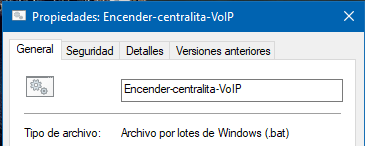 Propiedades: Encender-centralita-VoIP
General Seguridad Detalles Versiones anteriores
Encender-centralita-VoIP
Tipo de archivo: Archivo por lotes de Windows (.bat)